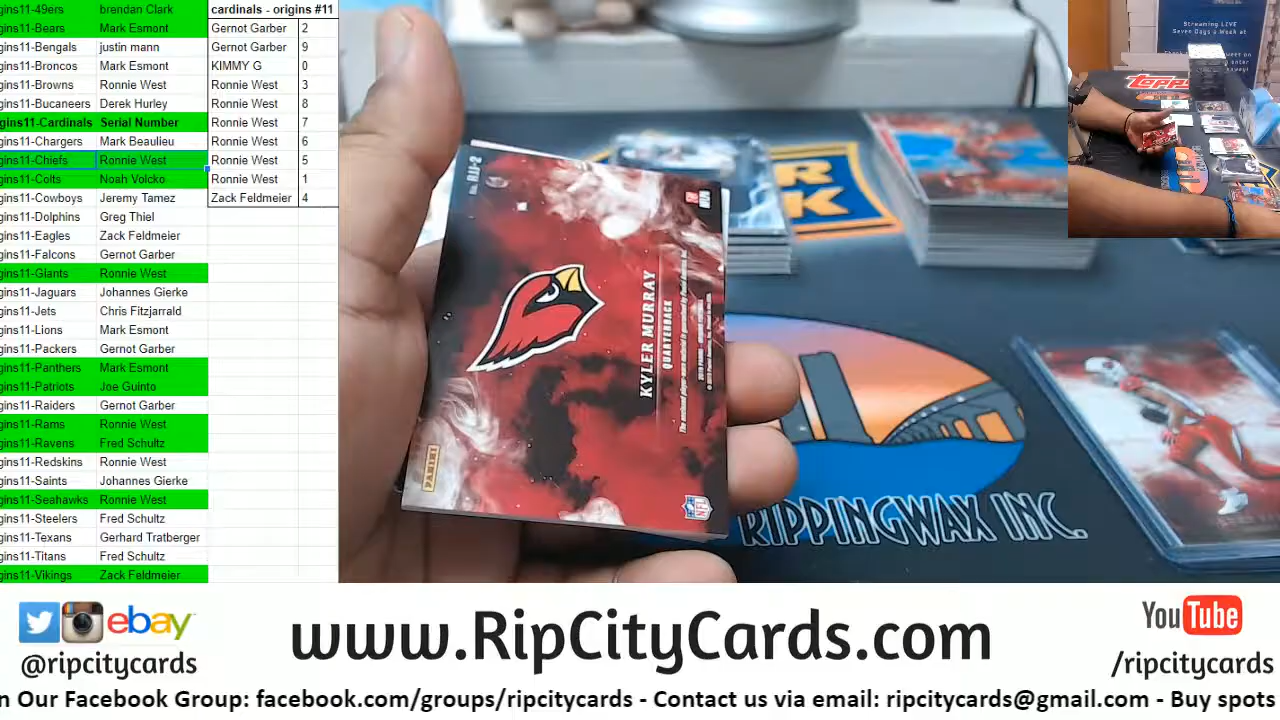 gins11-49ers brendan Clark
gins11-Bears Mark Esmont
gins11-Bengals justin mann
gins11-Broncos Mark Esmont
gins11-Browns Ronnie West
gins11-Bucaneers Derek Hurley
gins11-Cardinals Serial Number
gins11-Chargers Mark Beaulieu
gins11-Chiefs Ronnie West
gins11-Colts Noah Volcko
gins11-Cowboys Jeremy Tamez
gins11-Dolphins Greg Thiel
gins11-Eagles Zack Feldmeier
gins11-Falcons Gernot Garber
gins11-Giants Ronnie West
gins11-Jaguars Johannes Gierke
gins11-Jets Chris Fitzjarrald
gins11-Lions Mark Esmont
gins11-Packers Gernot Garber
gins11-Panthers Mark Esmont
gins11-Patriots Joe Guinto
gins11-Raiders Gernot Garber
gins11-Rams Ronnie West
gins11-Ravens Fred Schultz
gins11-Redskins Ronnie West
gins11-Saints Johannes Gierke
gins11-Seahawks Ronnie West
gins11-Steelers Fred Schultz
gins11-Texans Gerhard Tratberger
gins11-Titans Fred Schultz
gins11-Vikings Zack Feldmeier
cardinals - origins #11
Gernot Garber 2
Gernot Garber 9
KIMMY G 0
Ronnie West 3
Ronnie West 8
Ronnie West 7
Ronnie West 6
Ronnie West 5
Ronnie West 1
Zack Feldmeier 4
KYLER MURRAY
QUARTERBACK
PANINI
NFL
RK
K
RIPPINGWAX INC.
Streaming LIVE
Seven Days a Week at
TOPPS
ebay
@ripcitycards
www.RipCityCards.com
YouTube
/ripcitycards
n Our Facebook Group: facebook.com/groups/ripcitycards - Contact us via email: ripcitycards@gmail.com - Buy spots